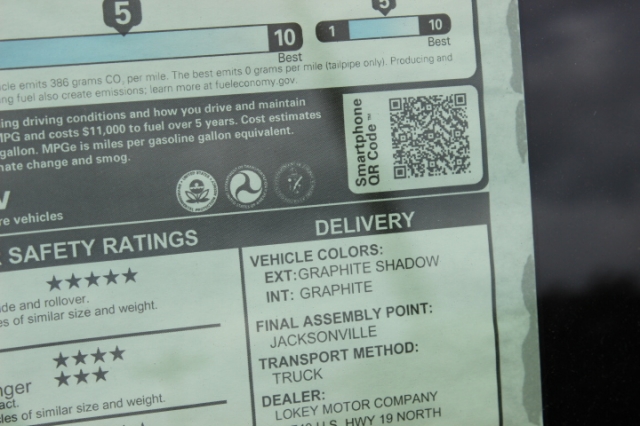 5
5
10
Best
1
10
Best
cle emits 386 grams CO2 per mile. The best emits 0 grams per mile (tailpipe only). Producing and
ng fuel also create emissions; learn more at fueleconomy.gov.
ing driving conditions and how you drive and maintain
MPG and costs $11,000 to fuel over 5 years. Cost estimates
gallon. MPGe is miles per gasoline gallon equivalent.
mate change and smog.
Smartphone
QR Code™
v
re vehicles
SAFETY RATINGS
★★★★★
de and rollover.
es of similar size and weight.
★★★★
nger ★★★
act.
cles of similar size and weight.
DELIVERY
VEHICLE COLORS:
EXT:GRAPHITE SHADOW
INT: GRAPHITE
FINAL ASSEMBLY POINT:
JACKSONVILLE
TRANSPORT METHOD:
TRUCK
DEALER:
LOKEY MOTOR COMPANY
U.S. HWY 19 NORTH